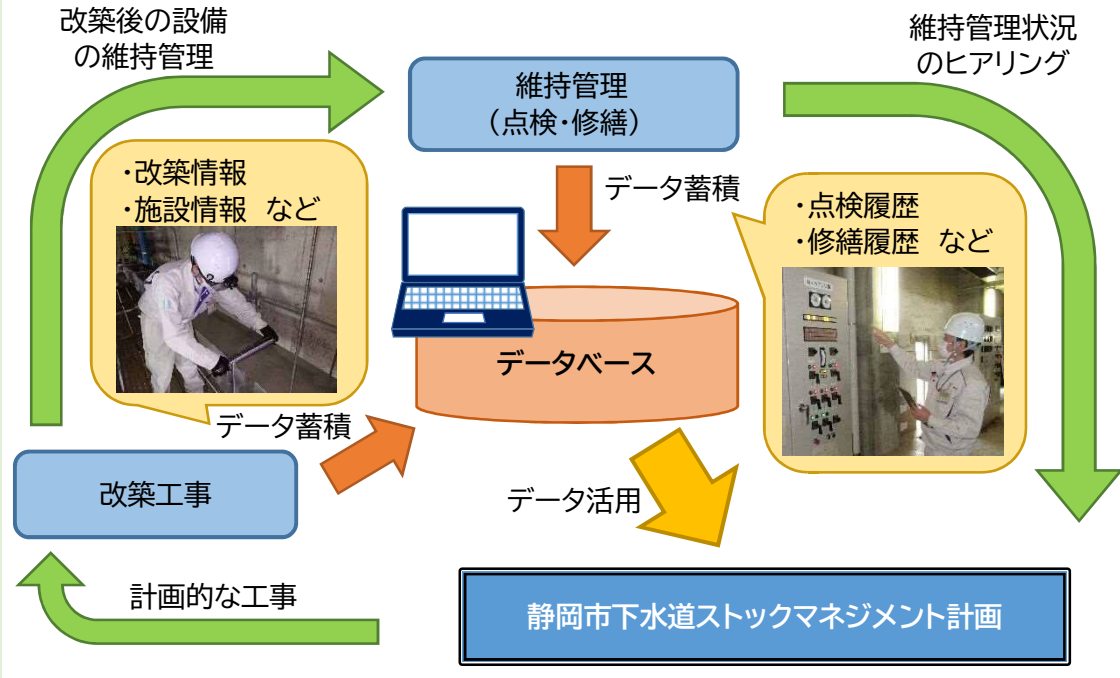 改築後の設備
の維持管理
維持管理
（点検・修繕）
維持管理状況
のヒアリング
・改築情報
・施設情報　など
データ蓄積
・点検履歴
・修繕履歴　など
データベース
データ蓄積
改築工事
データ活用
計画的な工事
静岡市下水道ストックマネジメント計画